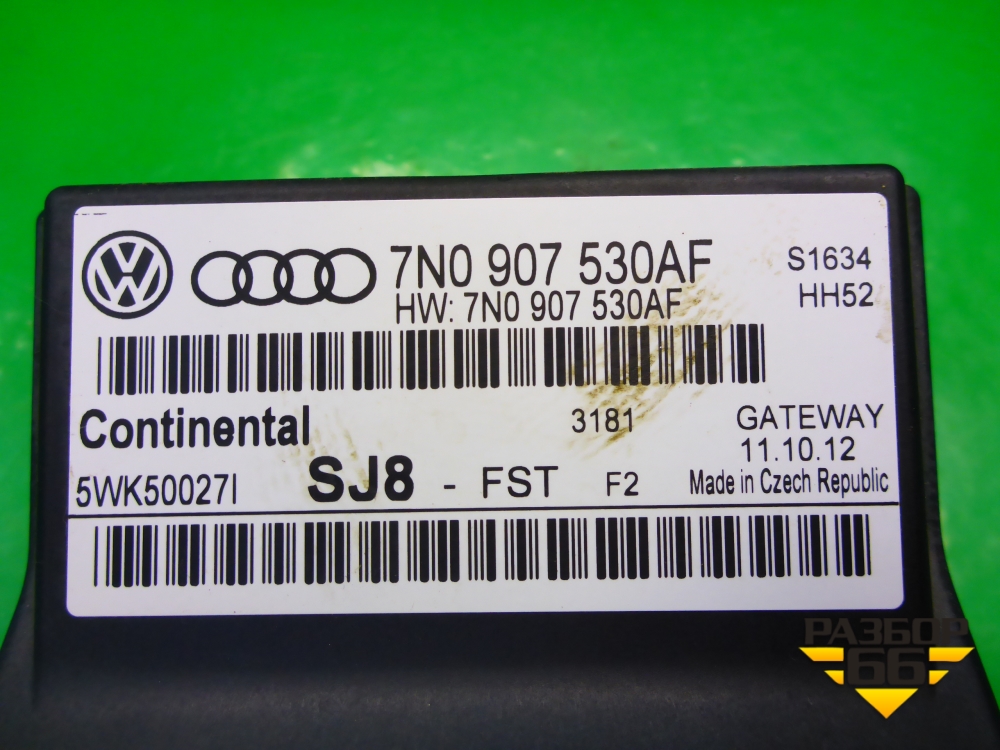 7N0 907 530AF
HW: 7N0 907 530AF
S1634
HH52
Continental
3181
GATEWAY
11.10.12
5WK50027I
SJ8 - FST F2
Made in Czech Republic
РАЗБОР
66